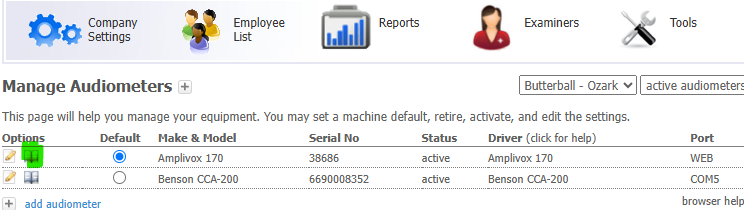 Company Settings
Employee List
Reports
Examiners
Tools
Manage Audiometers
Butterball - Ozark
active audiometers
This page will help you manage your equipment. You may set a machine default, retire, activate, and edit the settings.
Options Default Make & Model Serial No Status Driver (click for help) Port
Amplivox 170 38686 active Amplivox 170 WEB
Benson CCA-200 6690008352 active Benson CCA-200 COM5
add audiometer
browser help